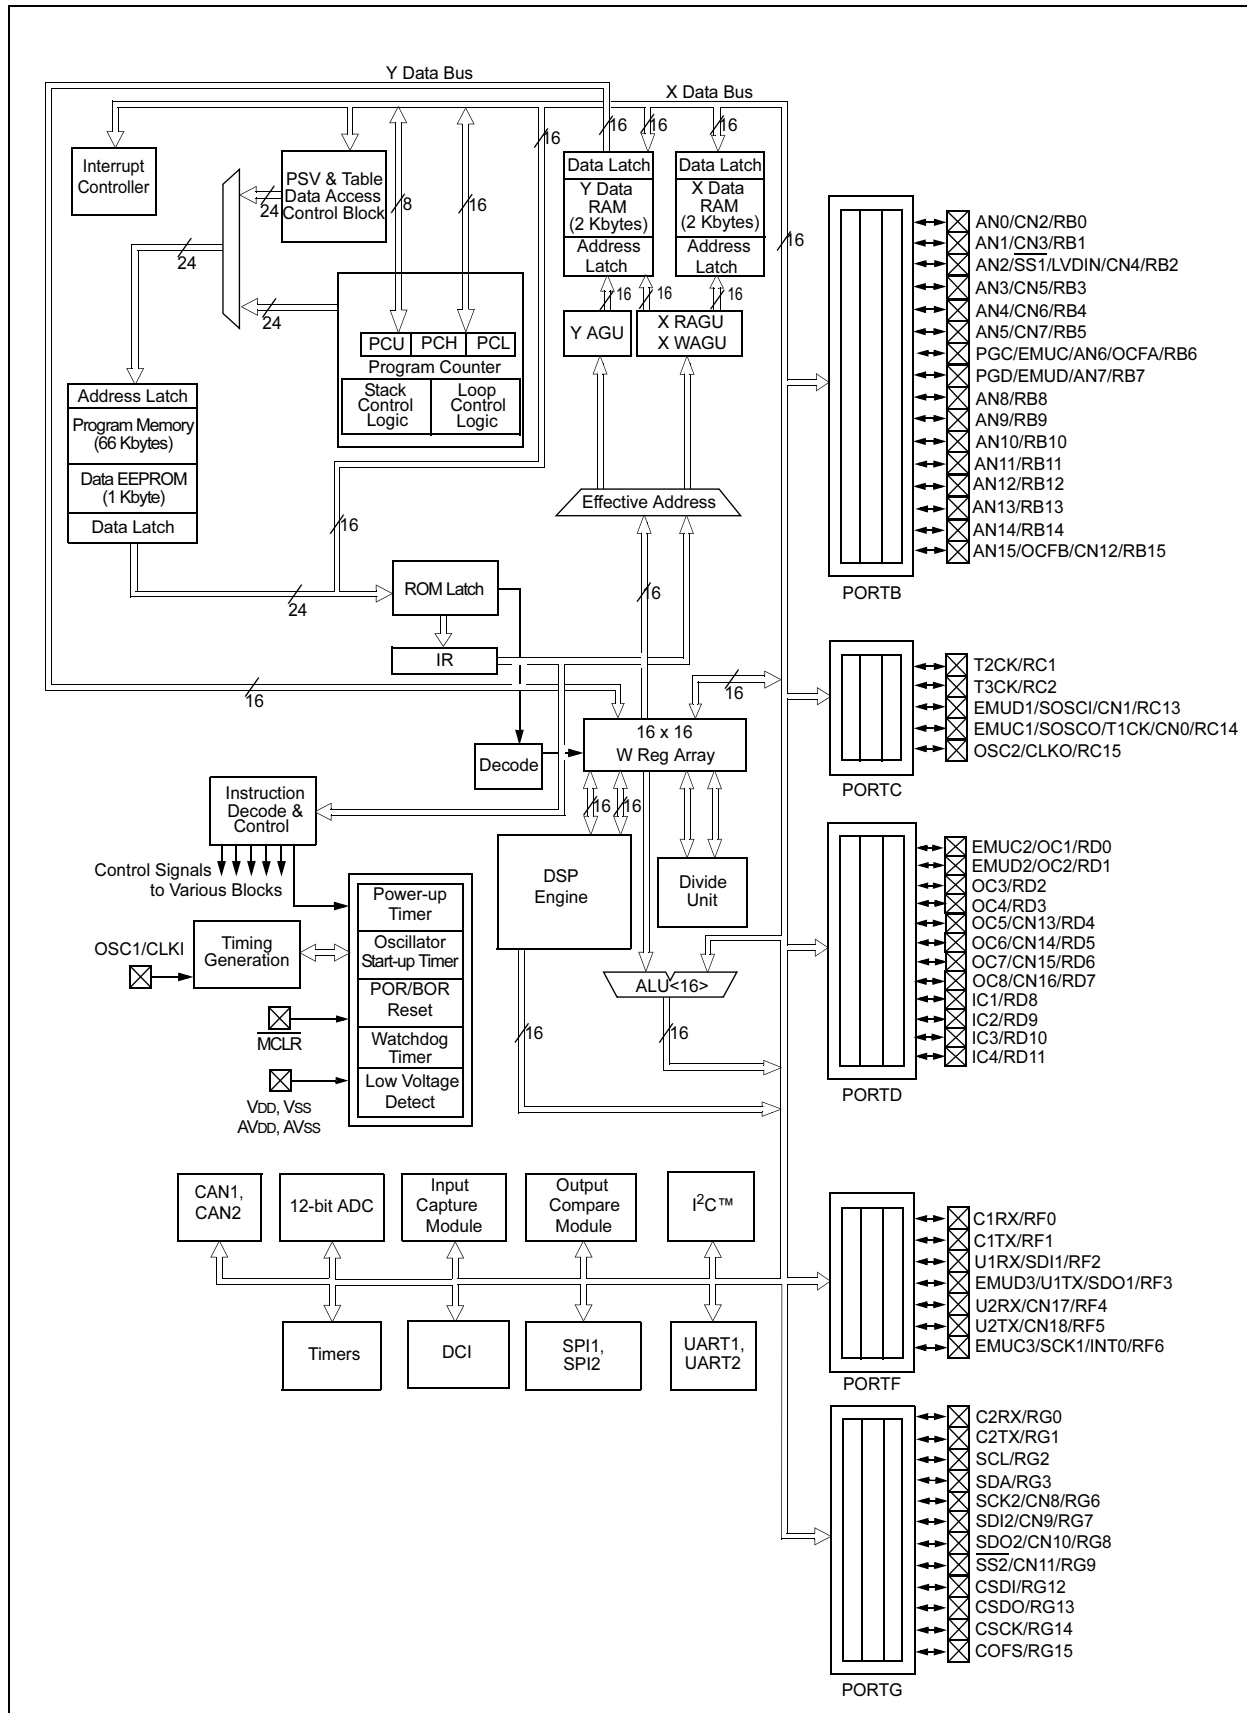 Y Data Bus
X Data Bus
16
16
16
16
Interrupt
Controller
PSV & Table
Data Access
Control Block
24
8
16
Data Latch
Y Data
RAM
(2 Kbytes)
Address
Latch
Data Latch
X Data
RAM
(2 Kbytes)
Address
Latch
16
24
24
16
16
16
Y AGU
X RAGU
X WAGU
PCU
PCH
PCL
Program Counter
Stack
Control
Logic
Loop
Control
Logic
Address Latch
Program Memory
(66 Kbytes)
Data EEPROM
(1 Kbyte)
Data Latch
Effective Address
16
24
ROM Latch
16
IR
16
16
16 x 16
W Reg Array
Decode
Instruction
Decode &
Control
16
16
Control Signals
to Various Blocks
DSP
Engine
Divide
Unit
Power-up
Timer
Oscillator
Start-up Timer
POR/BOR
Reset
Watchdog
Timer
Low Voltage
Detect
OSC1/CLKI
Timing
Generation
MCLR
VDD, VSS
AVDD, AVSS
ALU<16>
16
16
CAN1,
CAN2
12-bit ADC
Input
Capture
Module
Output
Compare
Module
I²C™
Timers
DCI
SPI1,
SPI2
UART1,
UART2
AN0/CN2/RB0
AN1/CN3/RB1
AN2/SS1/LVDIN/CN4/RB2
AN3/CN5/RB3
AN4/CN6/RB4
AN5/CN7/RB5
PGC/EMUC/AN6/OCFA/RB6
PGD/EMUD/AN7/RB7
AN8/RB8
AN9/RB9
AN10/RB10
AN11/RB11
AN12/RB12
AN13/RB13
AN14/RB14
AN15/OCFB/CN12/RB15
PORTB
T2CK/RC1
T3CK/RC2
EMUD1/SOSCI/CN1/RC13
EMUC1/SOSCO/T1CK/CN0/RC14
OSC2/CLKO/RC15
PORTC
EMUC2/OC1/RD0
EMUD2/OC2/RD1
OC3/RD2
OC4/RD3
OC5/CN13/RD4
OC6/CN14/RD5
OC7/CN15/RD6
OC8/CN16/RD7
IC1/RD8
IC2/RD9
IC3/RD10
IC4/RD11
PORTD
C1RX/RF0
C1TX/RF1
U1RX/SDI1/RF2
EMUD3/U1TX/SDO1/RF3
U2RX/CN17/RF4
U2TX/CN18/RF5
EMUC3/SCK1/INT0/RF6
PORTF
C2RX/RG0
C2TX/RG1
SCL/RG2
SDA/RG3
SCK2/CN8/RG6
SDI2/CN9/RG7
SDO2/CN10/RG8
SS2/CN11/RG9
CSDI/RG12
CSDO/RG13
CSCK/RG14
COFS/RG15
PORTG